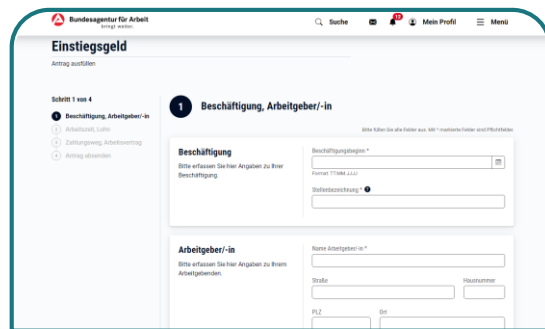 Bundesagentur für Arbeit
bringt weiter.
Suche
12
Mein Profil
Menü
Einstiegsgeld
Antrag ausfüllen
Schritt 1 von 4
1 Beschäftigung, Arbeitgeber/-in
2 Arbeitszeit, Lohn
3 Zahlungsweg, Arbeitsvertrag
4 Antrag absenden
1 Beschäftigung, Arbeitgeber/-in
Bitte füllen Sie alle Felder aus. Mit * markierte Felder sind Pflichtfelder.
Beschäftigung
Bitte erfassen Sie hier Angaben zu Ihrer
Beschäftigung.
Beschäftigungsbeginn *
Format: TT.MM.JJJJ
Stellenbezeichnung * ?
Arbeitgeber/-in
Bitte erfassen Sie hier Angaben zu Ihrem
Arbeitgebenden.
Name Arbeitgeber/-in *
Straße
Hausnummer
PLZ
Ort